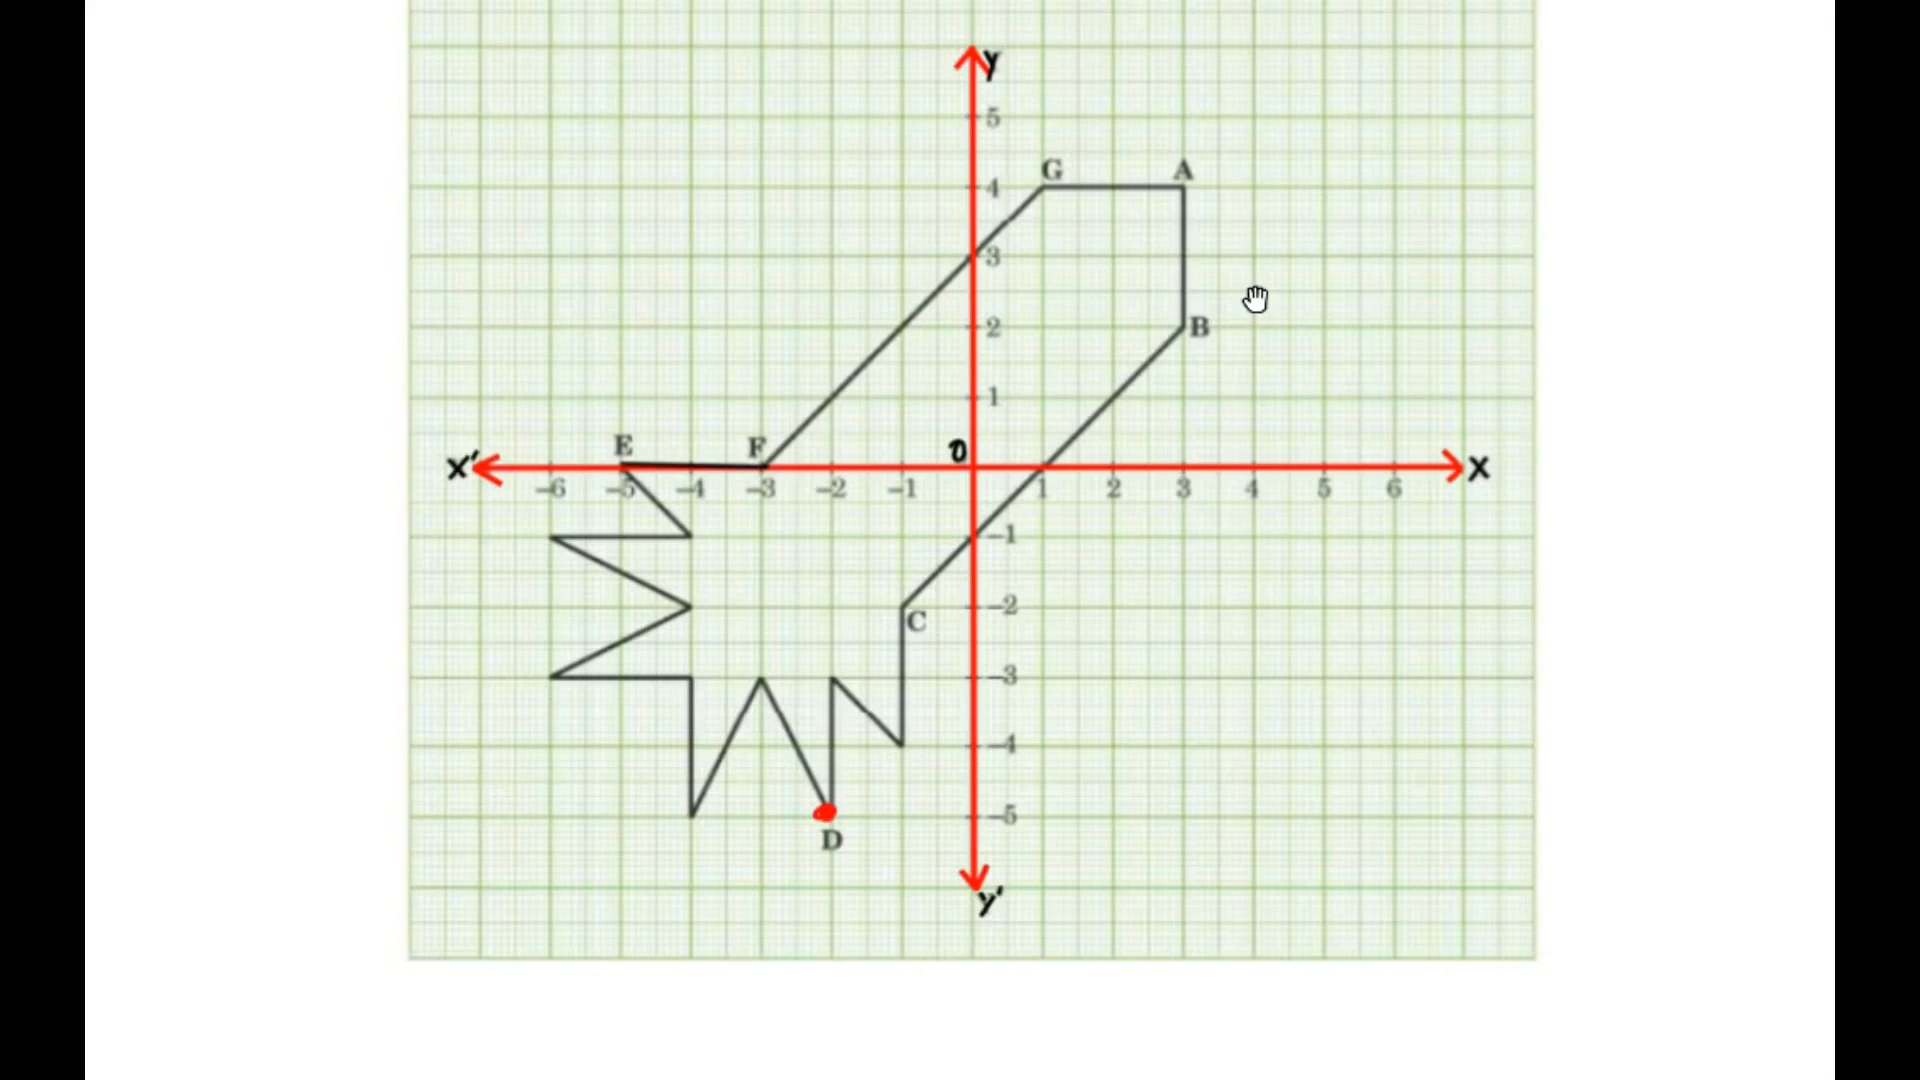 Y
5
G A
4
3
2 B
1
E F O
X′ X
–6 –5 –4 –3 –2 –1 1 2 3 4 5 6
–1
–2
C
–3
–4
–5
D
y′